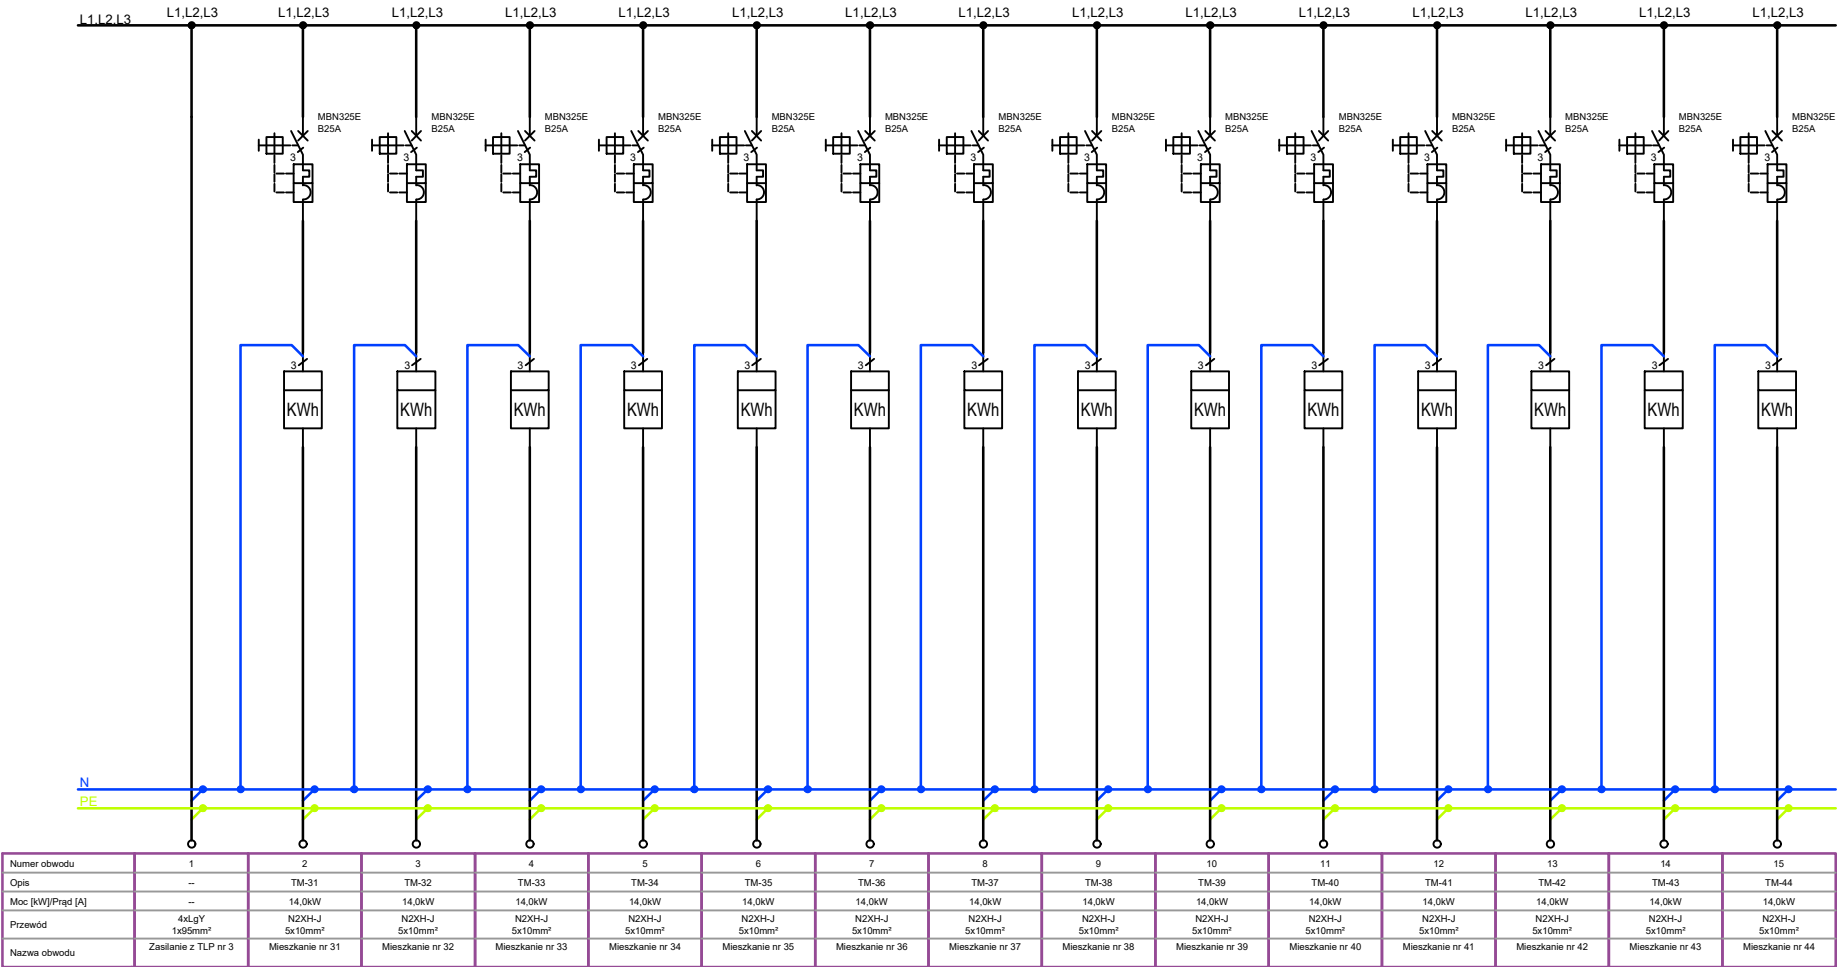 L1,L2,L3 L1,L2,L3 L1,L2,L3 L1,L2,L3 L1,L2,L3 L1,L2,L3 L1,L2,L3 L1,L2,L3 L1,L2,L3 L1,L2,L3 L1,L2,L3 L1,L2,L3 L1,L2,L3 L1,L2,L3 L1,L2,L3 L1,L2,L3
MBN325E MBN325E MBN325E MBN325E MBN325E MBN325E MBN325E MBN325E MBN325E MBN325E MBN325E MBN325E MBN325E MBN325E
B25A B25A B25A B25A B25A B25A B25A B25A B25A B25A B25A B25A B25A B25A
3 3 3 3 3 3 3 3 3 3 3 3 3 3
3 3 3 3 3 3 3 3 3 3 3 3 3 3
KWh KWh KWh KWh KWh KWh KWh KWh KWh KWh KWh KWh KWh KWh
N
PE
Numer obwodu 1 2 3 4 5 6 7 8 9 10 11 12 13 14 15
Opis -- TM-31 TM-32 TM-33 TM-34 TM-35 TM-36 TM-37 TM-38 TM-39 TM-40 TM-41 TM-42 TM-43 TM-44
Moc [kW]/Prąd [A] -- 14,0kW 14,0kW 14,0kW 14,0kW 14,0kW 14,0kW 14,0kW 14,0kW 14,0kW 14,0kW 14,0kW 14,0kW 14,0kW 14,0kW
Przewód 4xLgY N2XH-J N2XH-J N2XH-J N2XH-J N2XH-J N2XH-J N2XH-J N2XH-J N2XH-J N2XH-J N2XH-J N2XH-J N2XH-J N2XH-J
1x95mm² 5x10mm² 5x10mm² 5x10mm² 5x10mm² 5x10mm² 5x10mm² 5x10mm² 5x10mm² 5x10mm² 5x10mm² 5x10mm² 5x10mm² 5x10mm² 5x10mm²
Nazwa obwodu Zasilanie z TLP nr 3 Mieszkanie nr 31 Mieszkanie nr 32 Mieszkanie nr 33 Mieszkanie nr 34 Mieszkanie nr 35 Mieszkanie nr 36 Mieszkanie nr 37 Mieszkanie nr 38 Mieszkanie nr 39 Mieszkanie nr 40 Mieszkanie nr 41 Mieszkanie nr 42 Mieszkanie nr 43 Mieszkanie nr 44